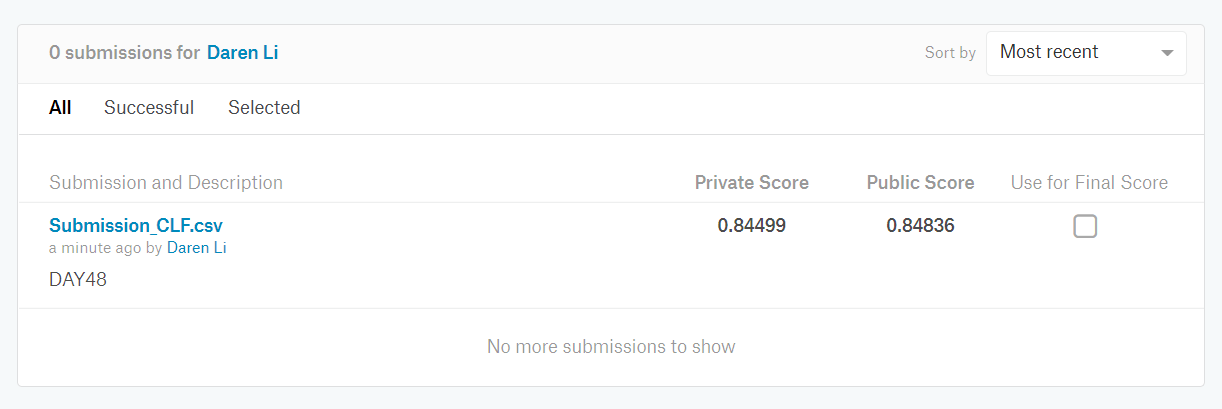 0 submissions for Daren Li
Sort by Most recent
All Successful Selected
Submission and Description Private Score Public Score Use for Final Score
Submission_CLF.csv 0.84499 0.84836
a minute ago by Daren Li
DAY48
No more submissions to show